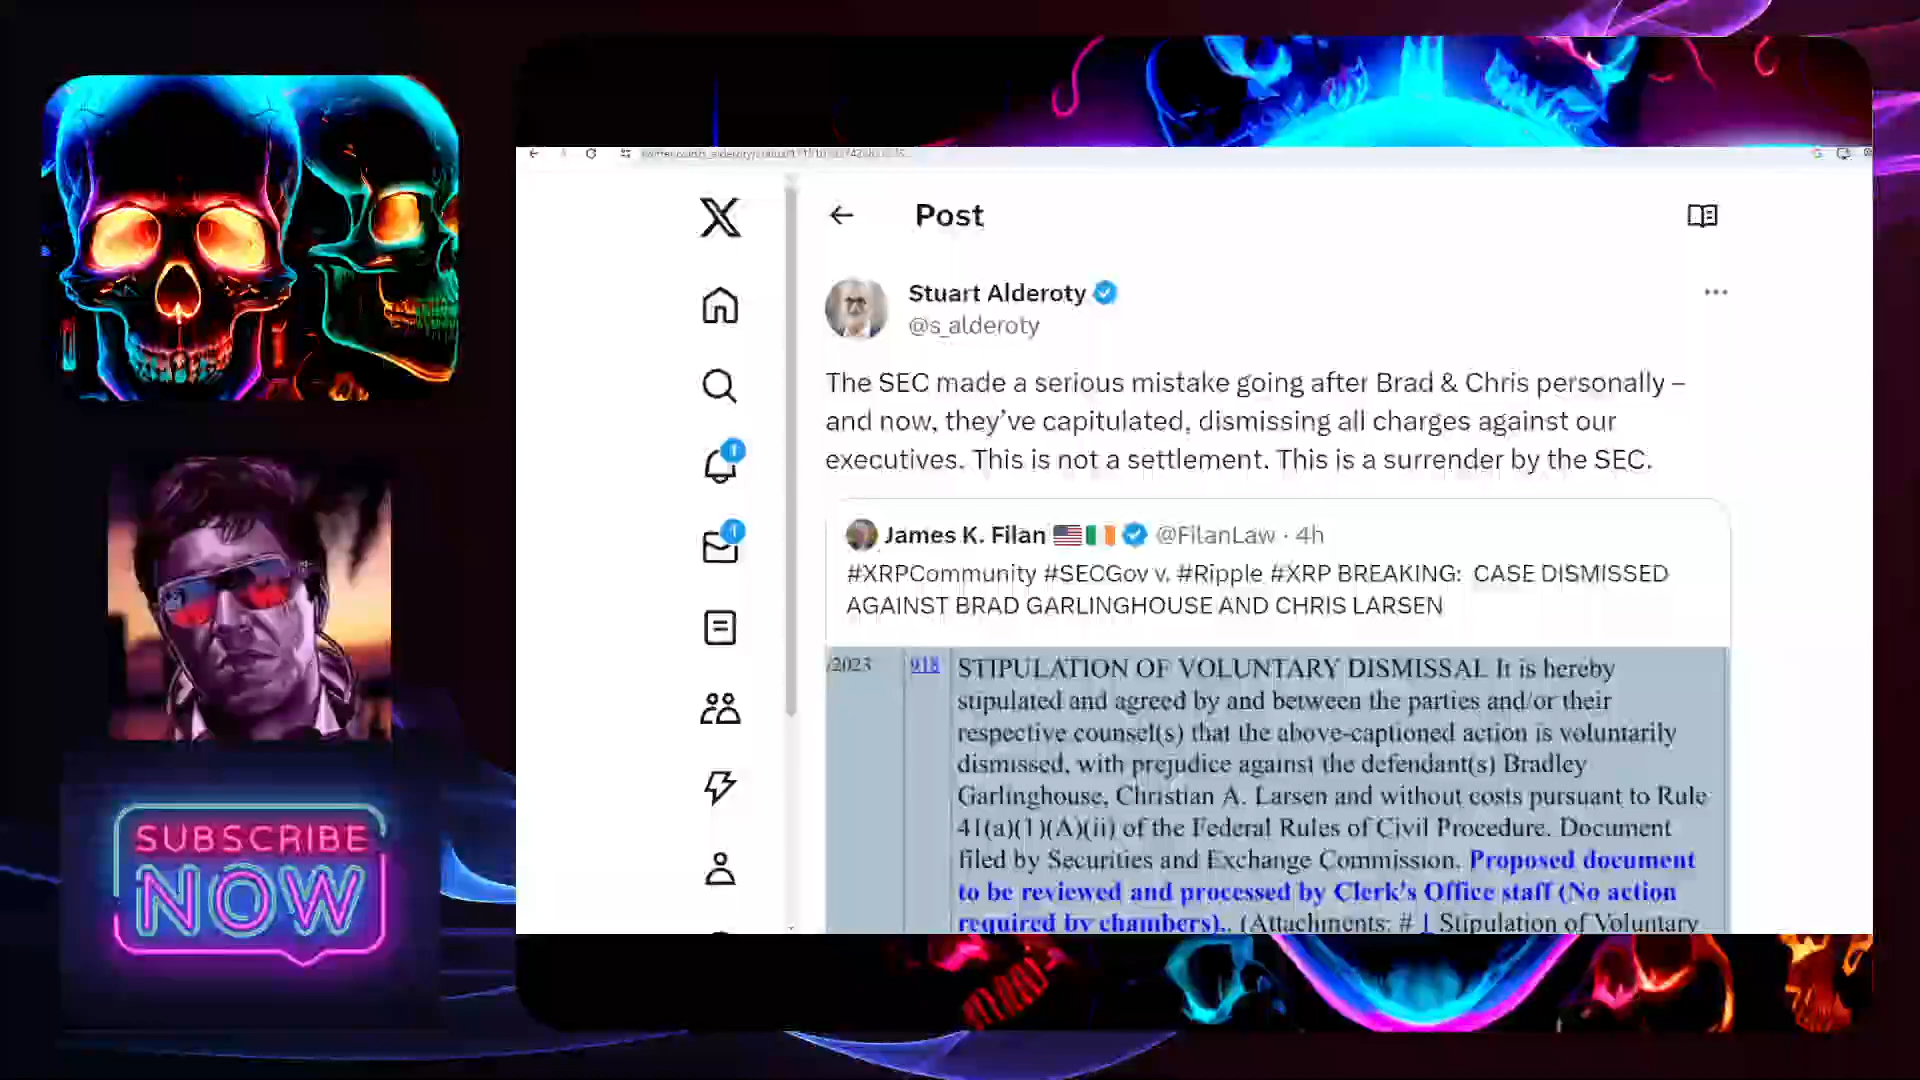 SUBSCRIBE
NOW
Post
Stuart Alderoty
@s_alderoty
The SEC made a serious mistake going after Brad & Chris personally –
and now, they've capitulated, dismissing all charges against our
executives. This is not a settlement. This is a surrender by the SEC.
James K. Filan 🇺🇸🇮🇪 @FilanLaw · 4h
#XRPCommunity #SECGov v. #Ripple #XRP BREAKING: CASE DISMISSED
AGAINST BRAD GARLINGHOUSE AND CHRIS LARSEN
/2023 918 STIPULATION OF VOLUNTARY DISMISSAL It is hereby
stipulated and agreed by and between the parties and/or their
respective counsel(s) that the above-captioned action is voluntarily
dismissed, with prejudice against the defendant(s) Bradley
Garlinghouse, Christian A. Larsen and without costs pursuant to Rule
41(a)(1)(A)(ii) of the Federal Rules of Civil Procedure. Document
filed by Securities and Exchange Commission. Proposed document
to be reviewed and processed by Clerk's Office staff (No action
required by chambers).. (Attachments: # 1 Stipulation of Voluntary